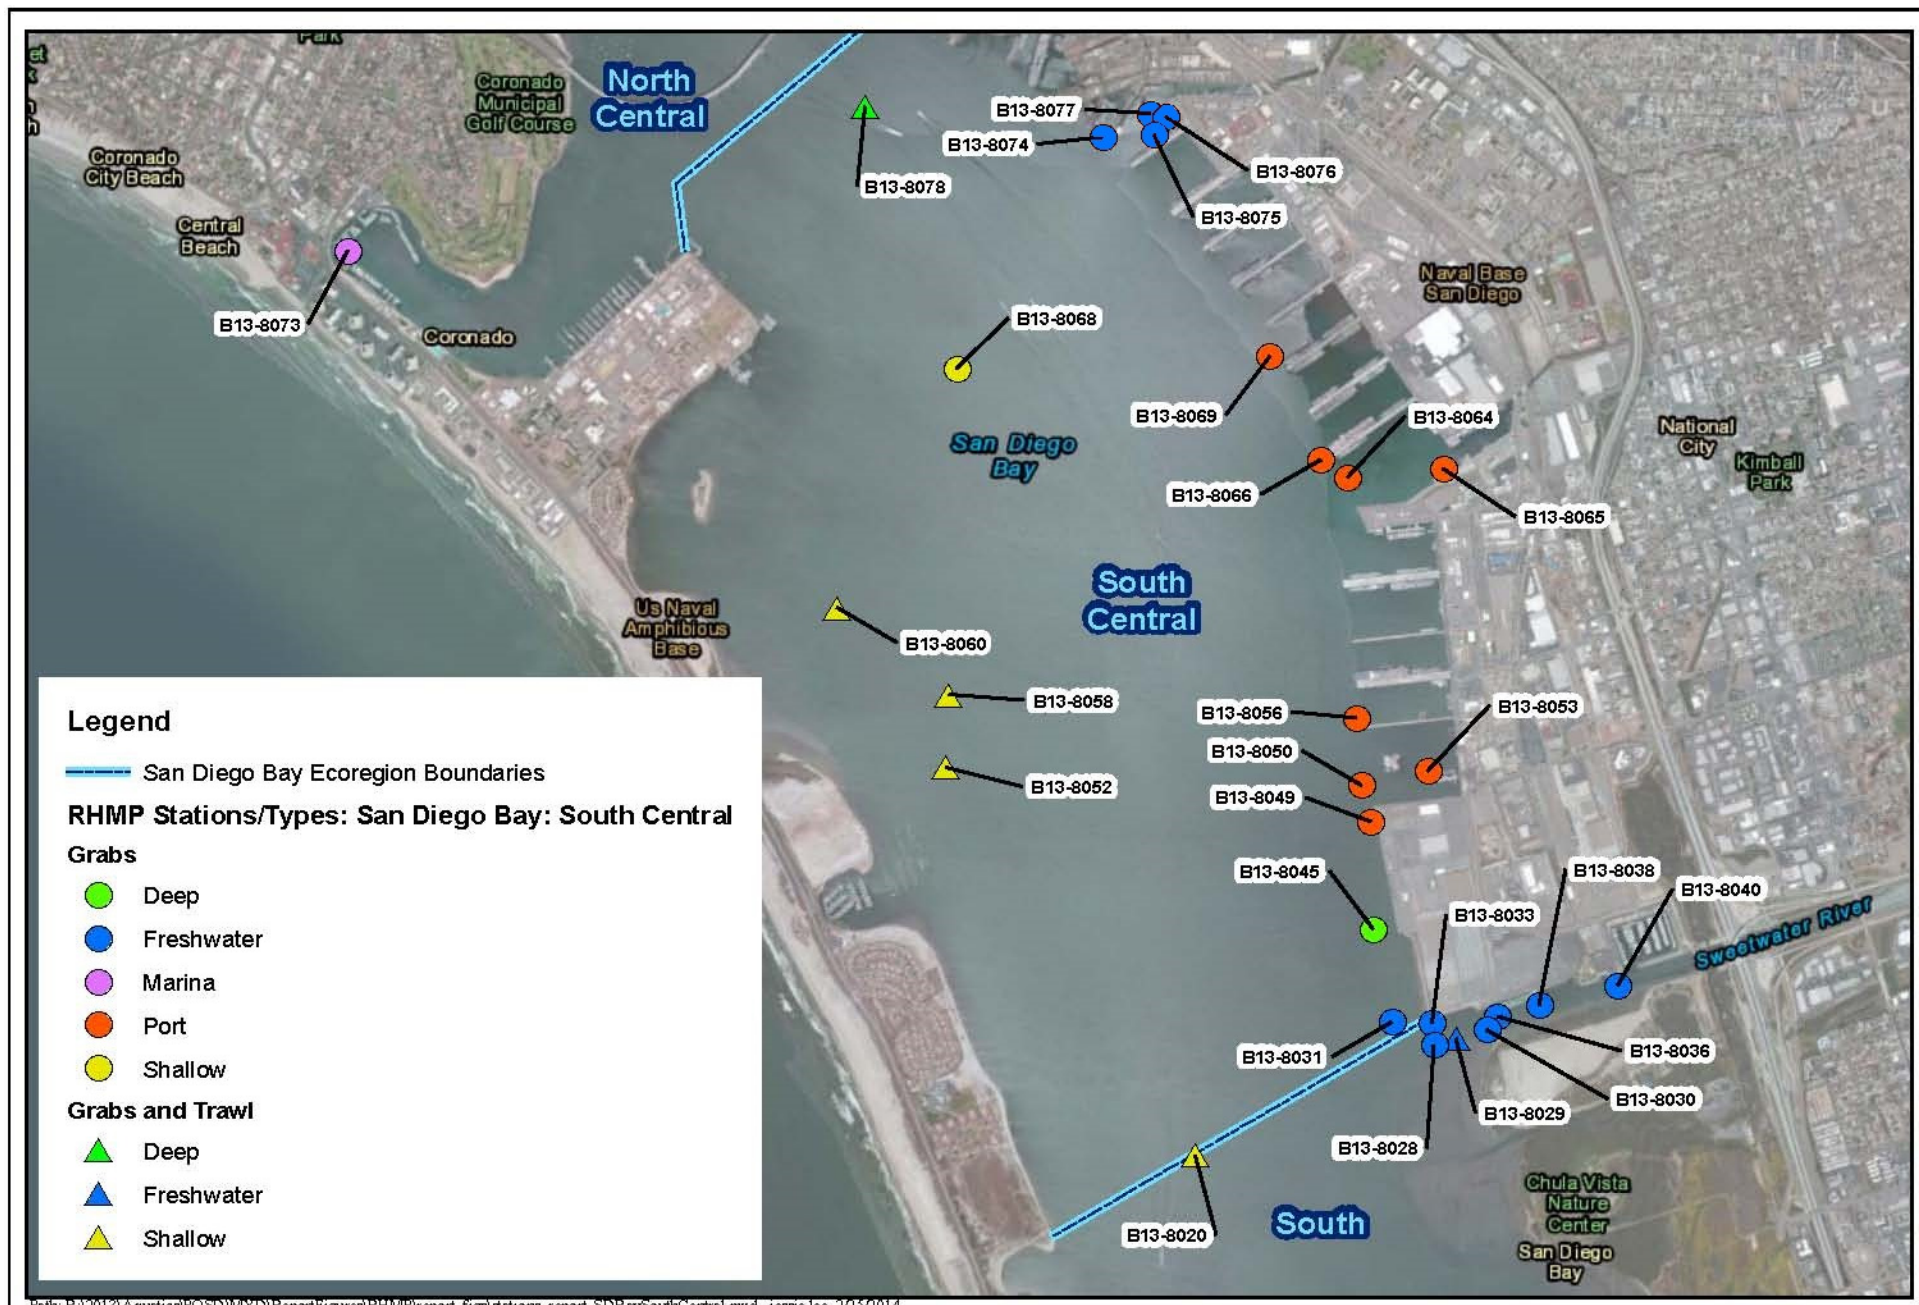 Park
et
k
h
h
Coronado
Municipal
Golf Course
North
Central
Coronado
City Beach
Central
Beach
B13-8077
B13-8074
B13-8076
B13-8078
B13-8075
Naval Base
San Diego
B13-8073
Coronado
B13-8068
B13-8069
B13-8064
National
City
San Diego
Bay
Kimball
Park
B13-8066
B13-8065
South
Central
Us Naval
Amphibious
Base
B13-8060
B13-8058
B13-8056
B13-8053
B13-8050
B13-8052
B13-8049
B13-8045
B13-8038
B13-8040
B13-8033
Sweetwater River
B13-8031
B13-8036
B13-8030
B13-8029
B13-8028
B13-8020
South
Chula Vista
Nature
Center
San Diego
Bay
Legend
San Diego Bay Ecoregion Boundaries
RHMP Stations/Types: San Diego Bay: South Central
Grabs
Deep
Freshwater
Marina
Port
Shallow
Grabs and Trawl
Deep
Freshwater
Shallow